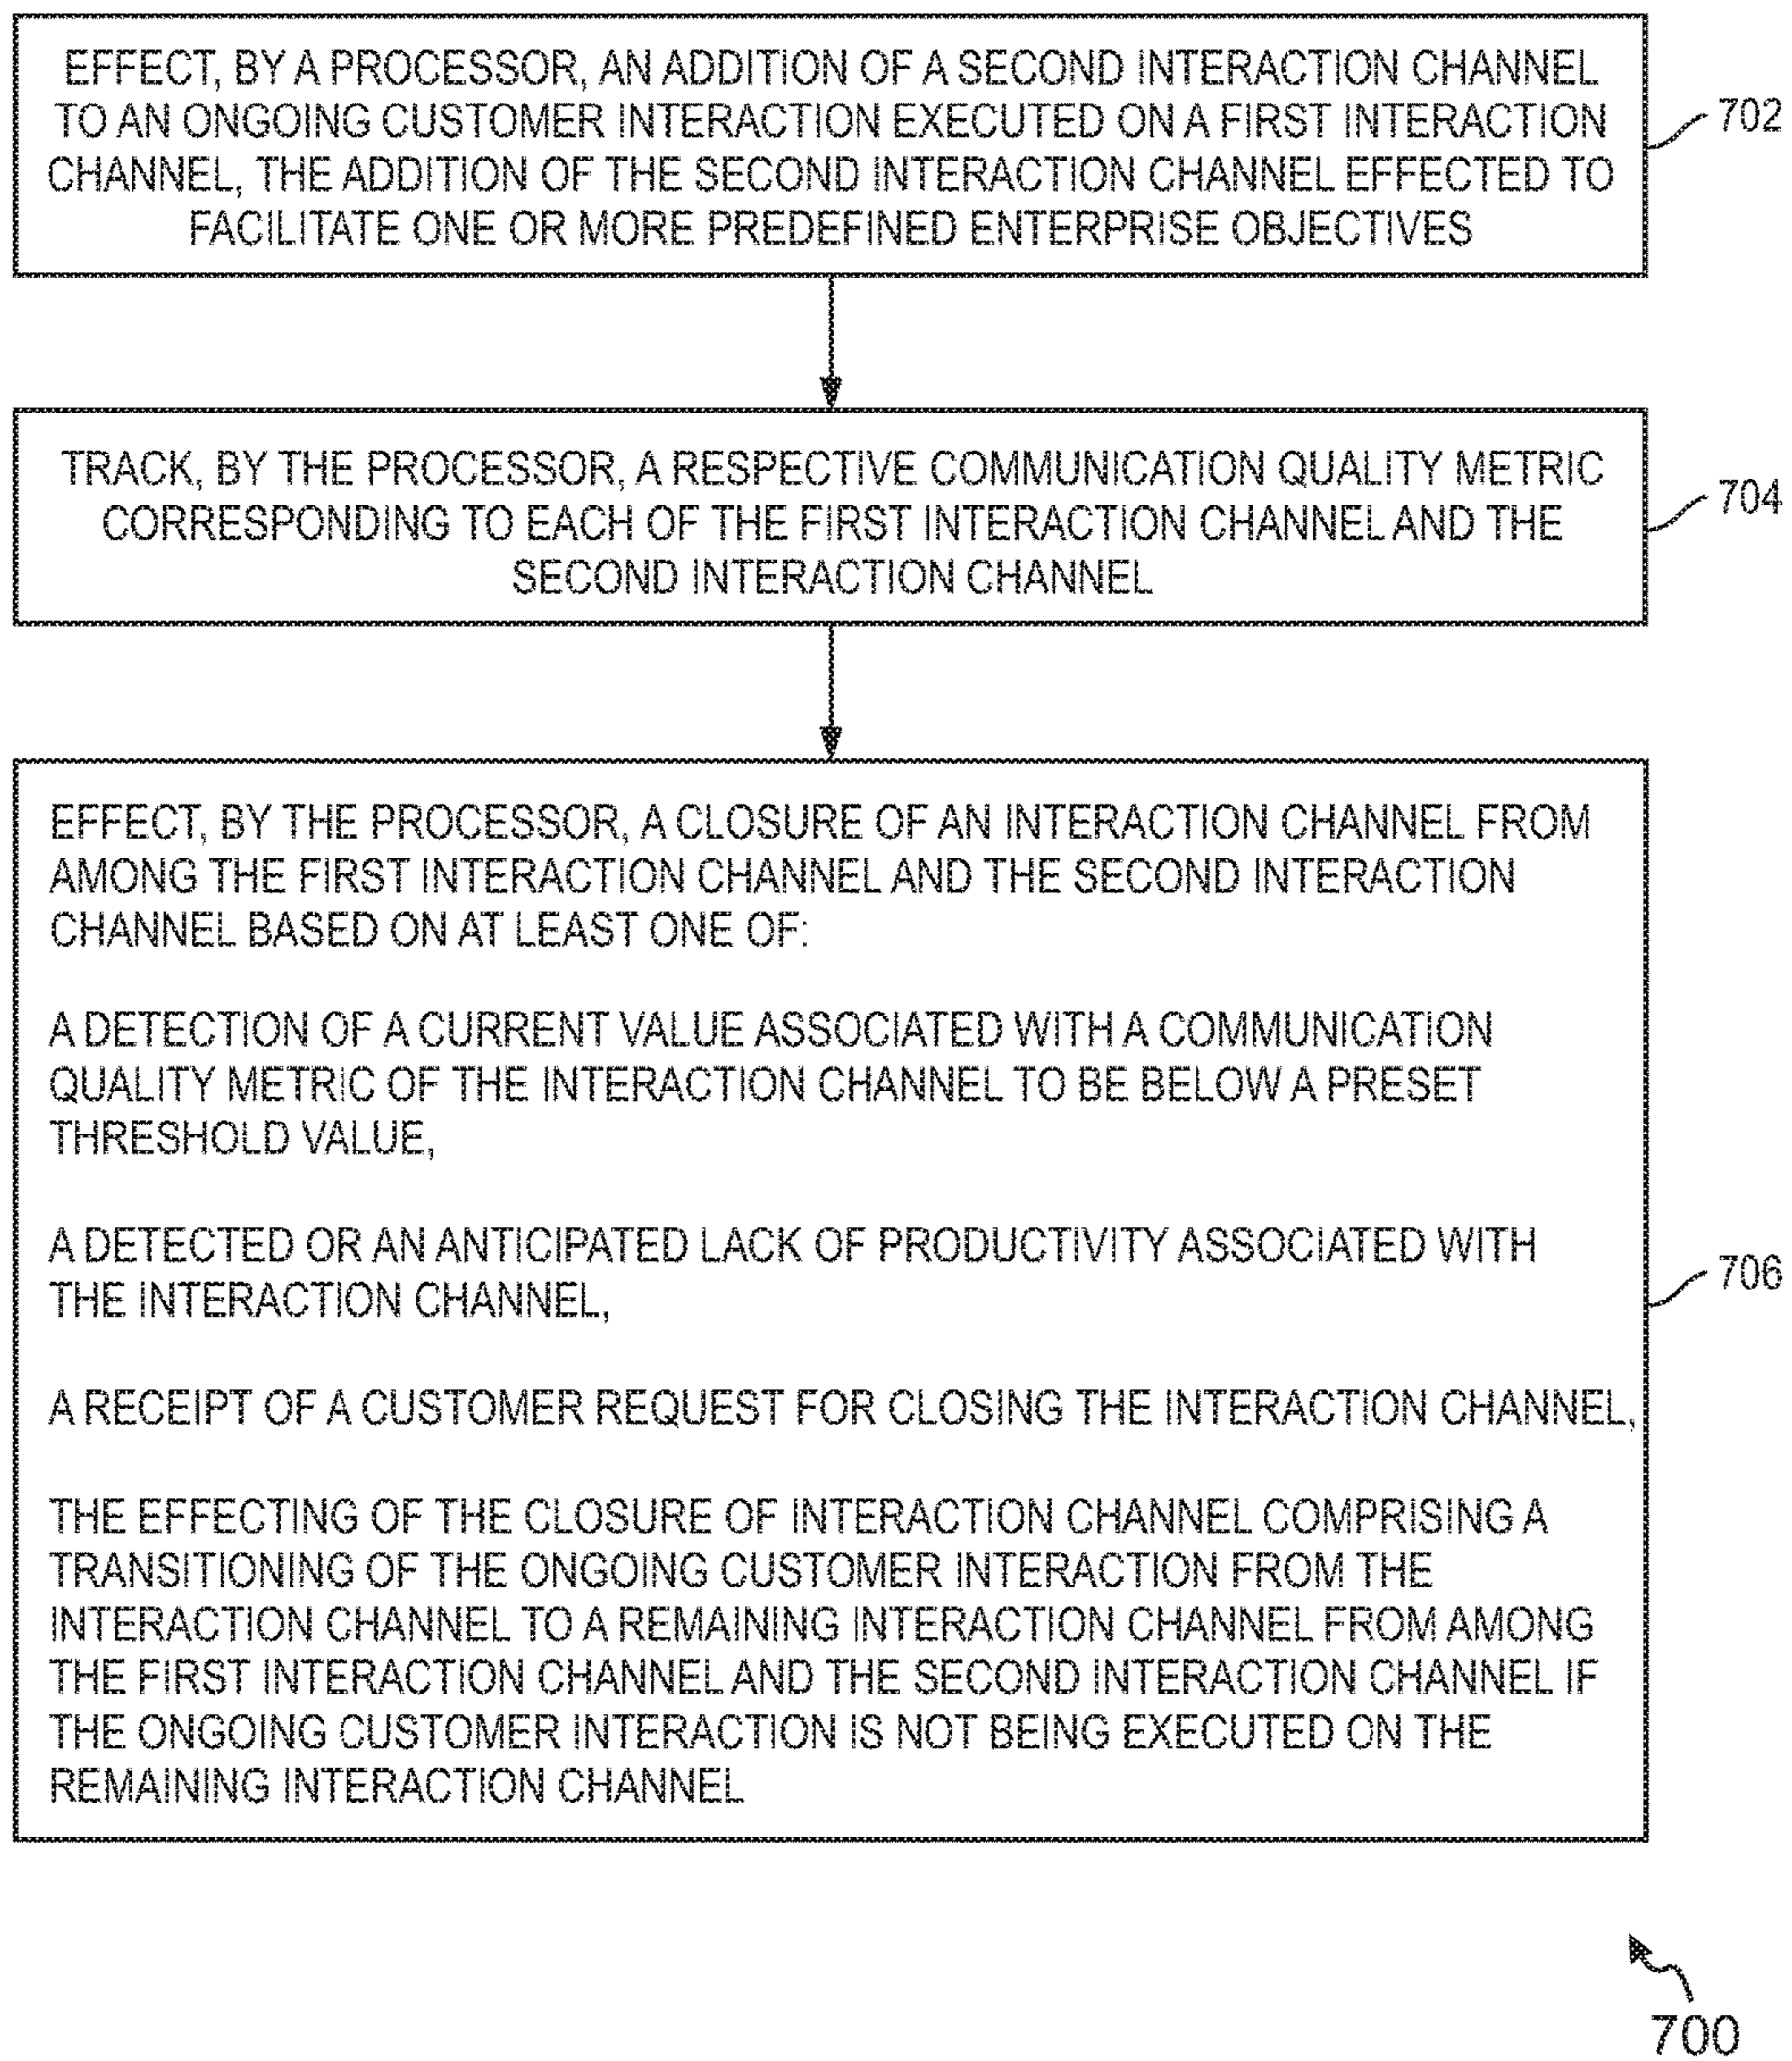 EFFECT, BY A PROCESSOR, AN ADDITION OF A SECOND INTERACTION CHANNEL
TO AN ONGOING CUSTOMER INTERACTION EXECUTED ON A FIRST INTERACTION
CHANNEL, THE ADDITION OF THE SECOND INTERACTION CHANNEL EFFECTED TO
FACILITATE ONE OR MORE PREDEFINED ENTERPRISE OBJECTIVES
702
TRACK, BY THE PROCESSOR, A RESPECTIVE COMMUNICATION QUALITY METRIC
CORRESPONDING TO EACH OF THE FIRST INTERACTION CHANNEL AND THE
SECOND INTERACTION CHANNEL
704
EFFECT, BY THE PROCESSOR, A CLOSURE OF AN INTERACTION CHANNEL FROM
AMONG THE FIRST INTERACTION CHANNEL AND THE SECOND INTERACTION
CHANNEL BASED ON AT LEAST ONE OF:
A DETECTION OF A CURRENT VALUE ASSOCIATED WITH A COMMUNICATION
QUALITY METRIC OF THE INTERACTION CHANNEL TO BE BELOW A PRESET
THRESHOLD VALUE,
A DETECTED OR AN ANTICIPATED LACK OF PRODUCTIVITY ASSOCIATED WITH
THE INTERACTION CHANNEL,
A RECEIPT OF A CUSTOMER REQUEST FOR CLOSING THE INTERACTION CHANNEL,
THE EFFECTING OF THE CLOSURE OF INTERACTION CHANNEL COMPRISING A
TRANSITIONING OF THE ONGOING CUSTOMER INTERACTION FROM THE
INTERACTION CHANNEL TO A REMAINING INTERACTION CHANNEL FROM AMONG
THE FIRST INTERACTION CHANNEL AND THE SECOND INTERACTION CHANNEL IF
THE ONGOING CUSTOMER INTERACTION IS NOT BEING EXECUTED ON THE
REMAINING INTERACTION CHANNEL
706
700